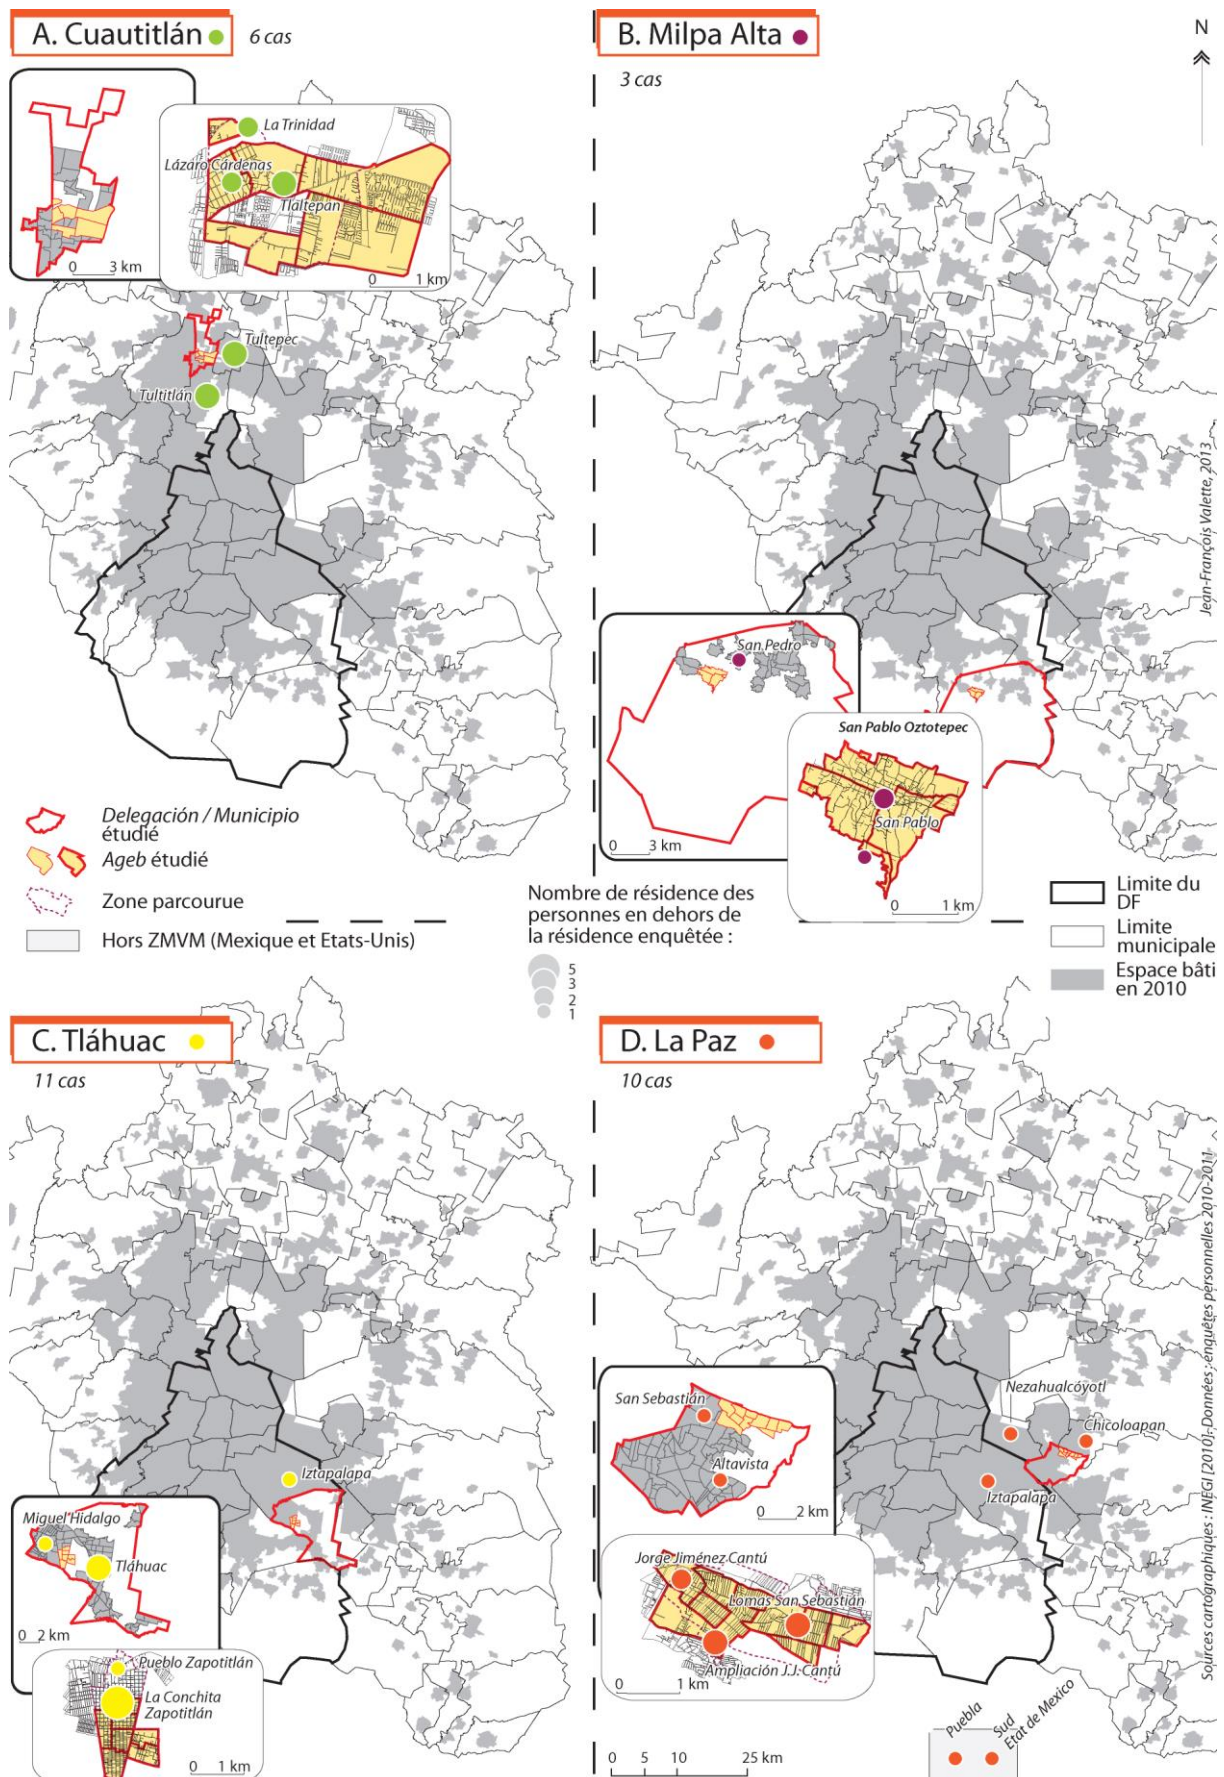 A. Cuautitlán
6 cas
La Trinidad
Lázaro Cárdenas
Tlaltepan
0 3 km
0 1 km
Tultepec
Tultitlán
B. Milpa Alta
3 cas
N
Jean-François Valette, 2013
San Pedro
0 3 km
San Pablo Oztotepec
San Pablo
0 1 km
Delegación / Municipio
étudié
Ageb étudié
Zone parcourue
Hors ZMVM (Mexique et Etats-Unis)
Nombre de résidence des
personnes en dehors de
la résidence enquêtée :
5
3
2
1
Limite du
DF
Limite
municipale
Espace bâti
en 2010
C. Tláhuac
11 cas
Iztapalapa
Miguel Hidalgo
Tláhuac
0 2 km
Pueblo Zapotitlán
La Conchita
Zapotitlán
0 1 km
D. La Paz
10 cas
Nezahualcóyotl
Chicoloapan
Iztapalapa
San Sebastián
Altavista
0 2 km
Jorge Jiménez Cantú
Lomas San Sebastián
Ampliación J.J. Cantú
0 1 km
Puebla
Sud
Etat de Mexico
0 5 10 25 km
Sources cartographiques : INEGI [2010]; Données : enquêtes personnelles 2010-2011